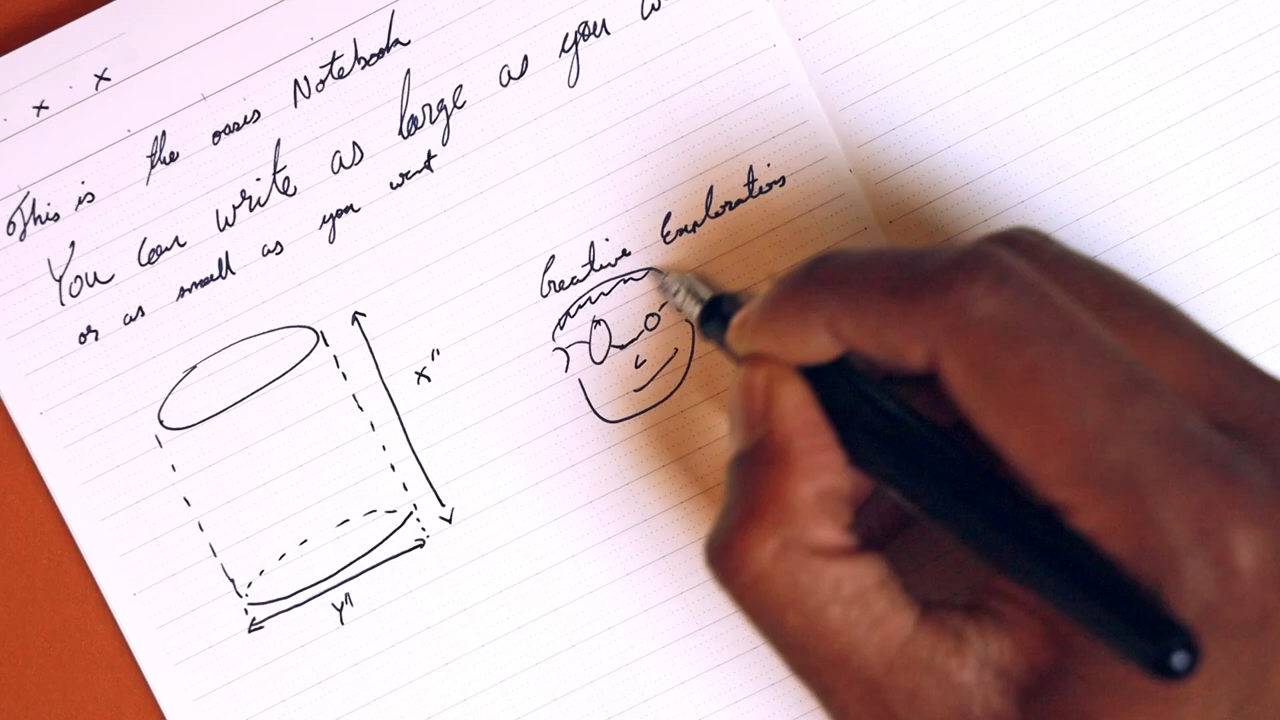 x x
This is the oasis Notebook
You can write as large as you
or as small as you want
Creative Exploration
x"
y"